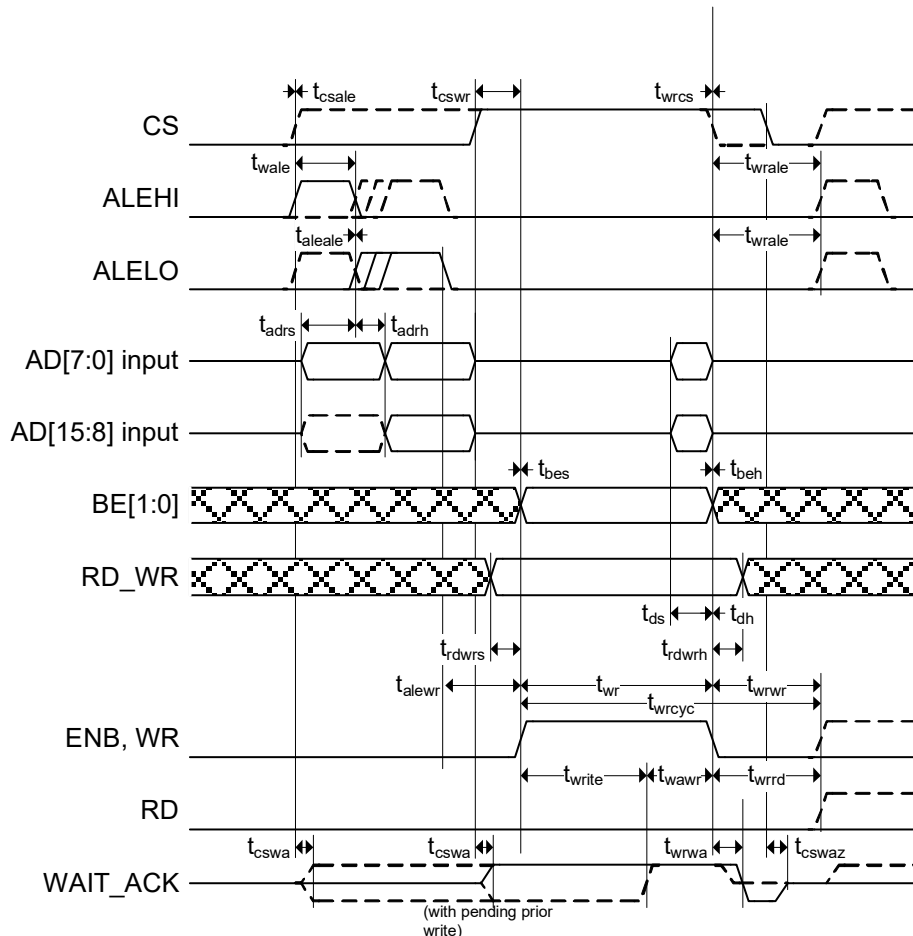 tcsale
tcswr
twrcs
CS
twale
twrale
ALEHI
taleale
twrale
ALELO
tadrs
tadrh
AD[7:0] input
AD[15:8] input
tbes
tbeh
BE[1:0]
RD_WR
tds
tdh
trdwrs
trdwrh
talewr
twr
twrwr
twrcyc
ENB, WR
twrite
twawr
twrrd
RD
tcswa
tcswa
twrwa
tcswaz
WAIT_ACK
(with pending prior
write)